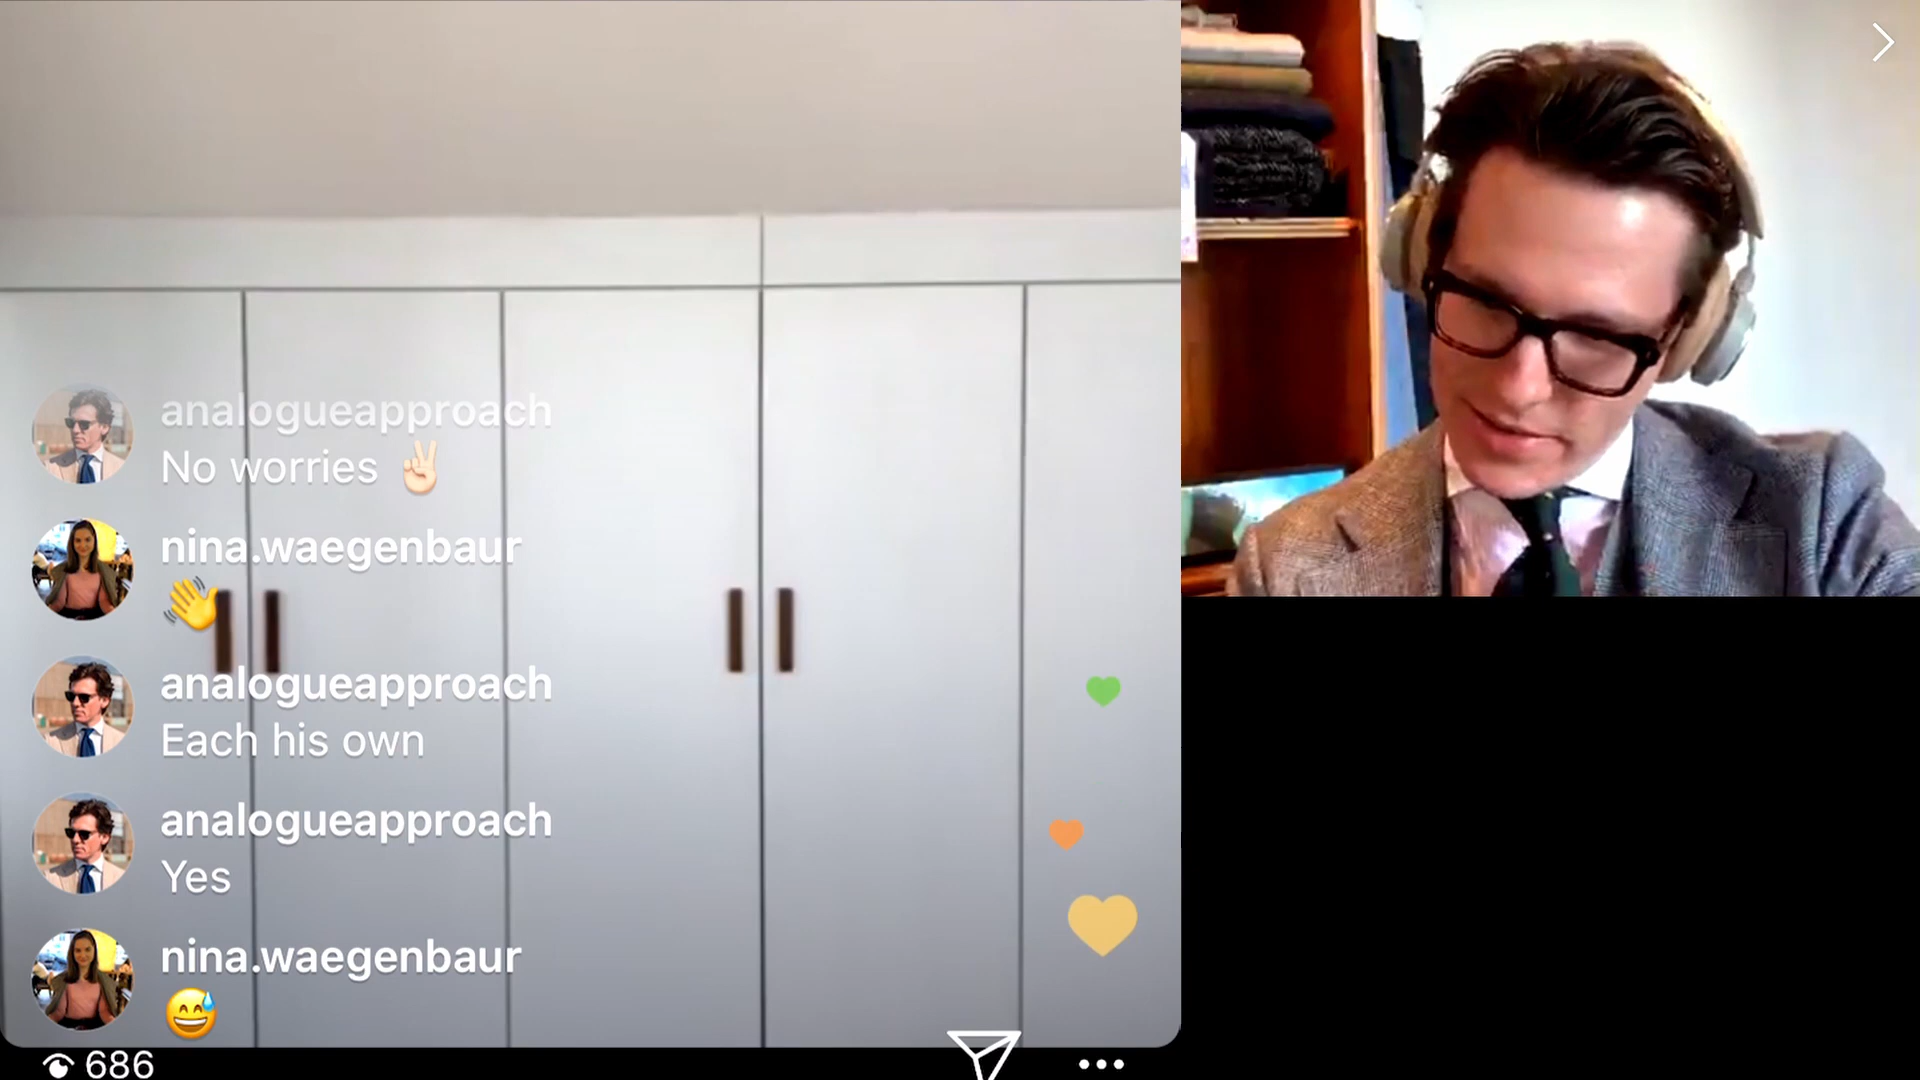 analogueapproach
No worries ✌🏻
nina.waegenbaur
👋
analogueapproach
Each his own
analogueapproach
Yes
nina.waegenbaur
😅
686